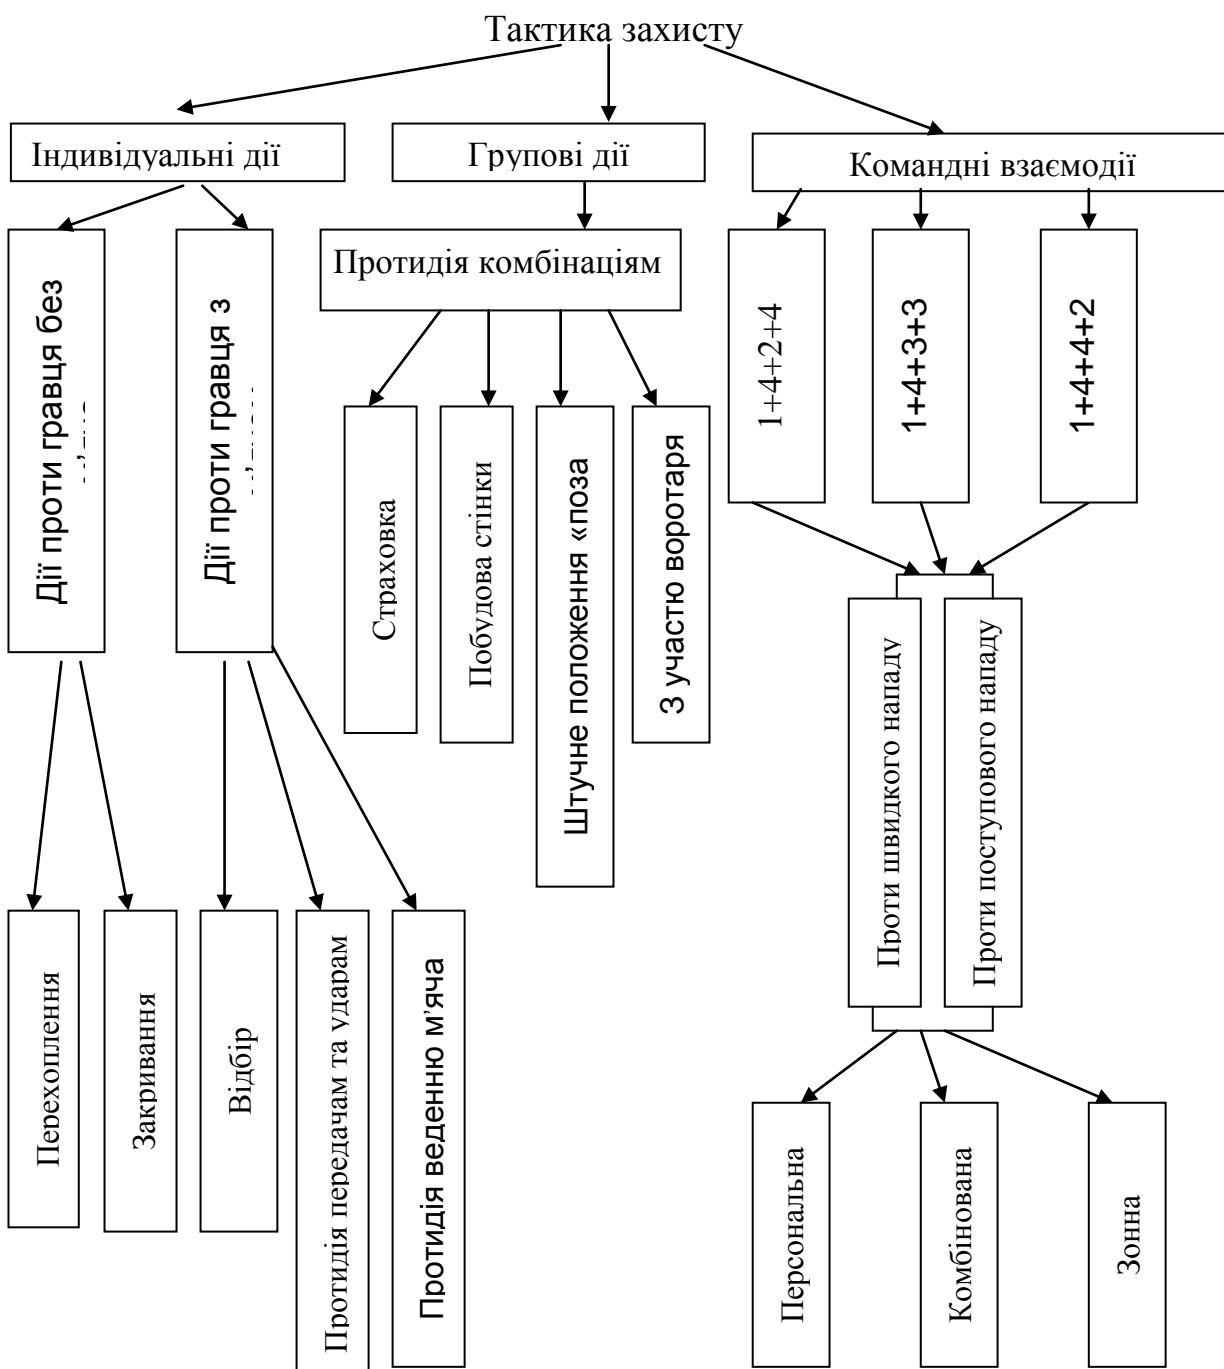 Тактика захисту
Індивідуальні дії
Групові дії
Командні взаємодії
Дії проти гравця без
Дії проти гравця з
Протидія комбінаціям
1+4+2+4
1+4+3+3
1+4+4+2
Страховка
Побудова стінки
Штучне положення «поза
З участю воротаря
Проти швидкого нападу
Проти поступового нападу
Перехоплення
Закривання
Відбір
Протидія передачам та ударам
Протидія веденню м’яча
Персональна
Комбінована
Зонна